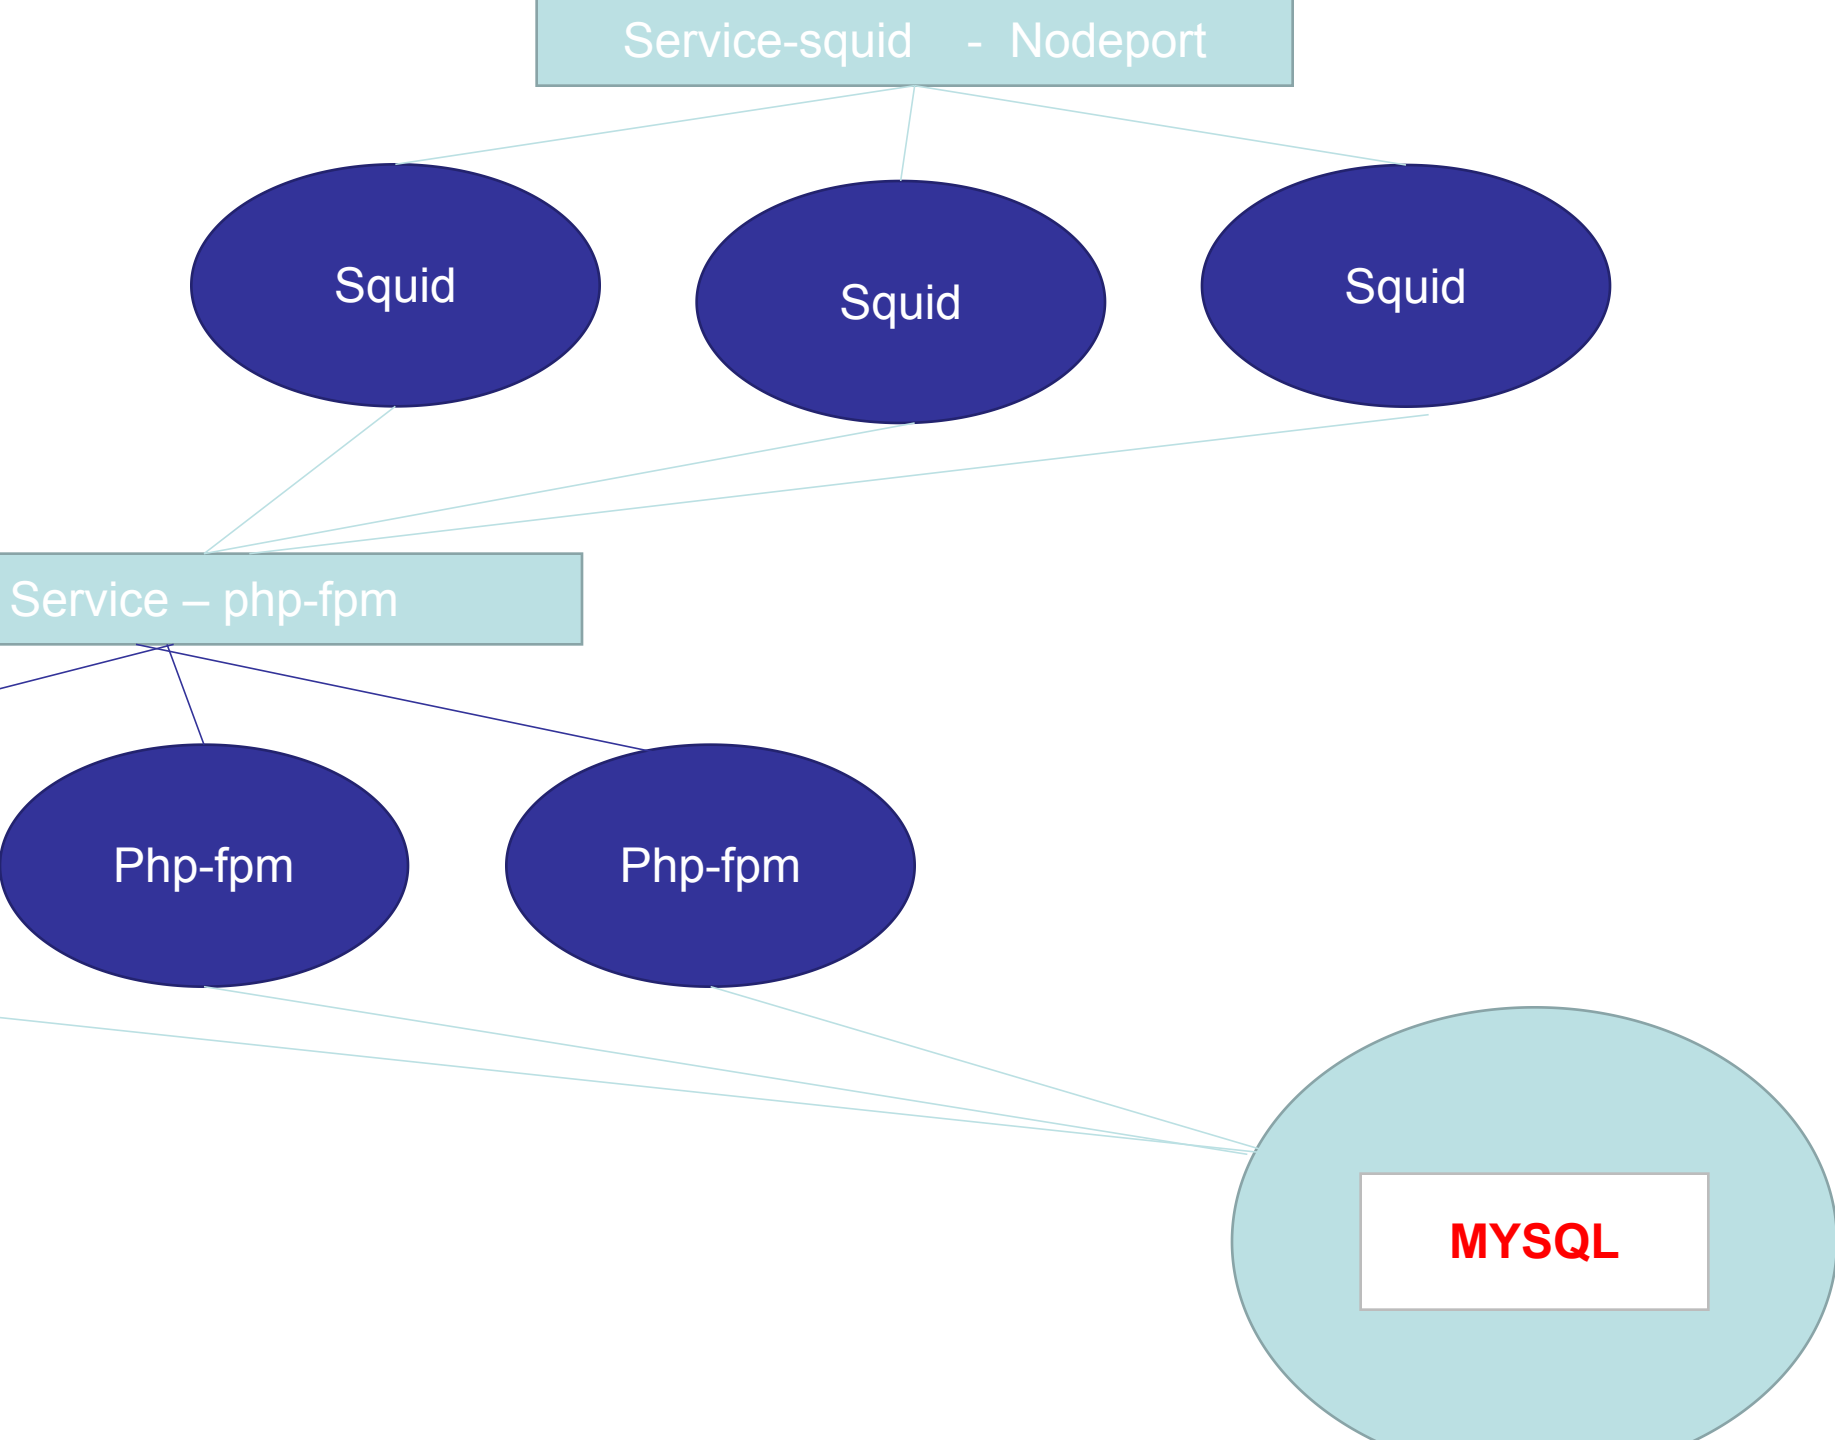 Service-squid - Nodeport
Squid
Squid
Squid
Service – php-fpm
Php-fpm
Php-fpm
MYSQL